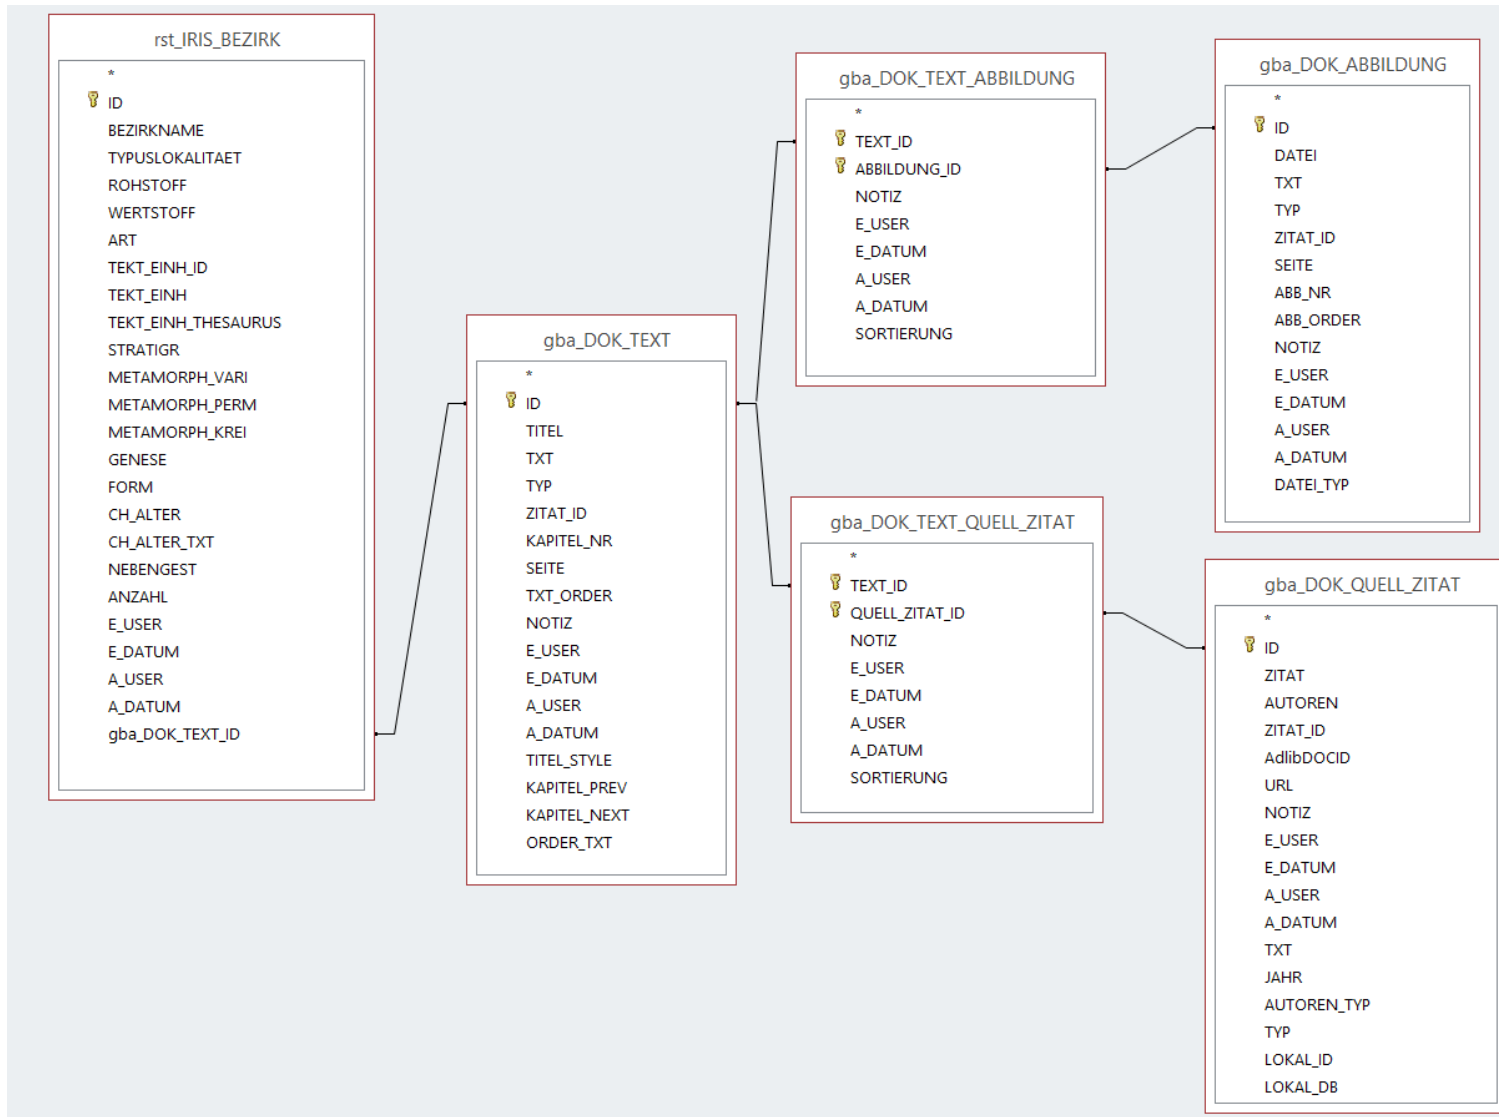 rst_IRIS_BEZIRK
*
ID
BEZIRKNAME
TYPUSLOKALITAET
ROHSTOFF
WERTSTOFF
ART
TEKT_EINH_ID
TEKT_EINH
TEKT_EINH_THESAURUS
STRATIGR
METAMORPH_VARI
METAMORPH_PERM
METAMORPH_KREI
GENESE
FORM
CH_ALTER
CH_ALTER_TXT
NEBENGEST
ANZAHL
E_USER
E_DATUM
A_USER
A_DATUM
gba_DOK_TEXT_ID
gba_DOK_TEXT
*
ID
TITEL
TXT
TYP
ZITAT_ID
KAPITEL_NR
SEITE
TXT_ORDER
NOTIZ
E_USER
E_DATUM
A_USER
A_DATUM
TITEL_STYLE
KAPITEL_PREV
KAPITEL_NEXT
ORDER_TXT
gba_DOK_TEXT_ABBILDUNG
*
TEXT_ID
ABBILDUNG_ID
NOTIZ
E_USER
E_DATUM
A_USER
A_DATUM
SORTIERUNG
gba_DOK_ABBILDUNG
*
ID
DATEI
TXT
TYP
ZITAT_ID
SEITE
ABB_NR
ABB_ORDER
NOTIZ
E_USER
E_DATUM
A_USER
A_DATUM
DATEI_TYP
gba_DOK_TEXT_QUELL_ZITAT
*
TEXT_ID
QUELL_ZITAT_ID
NOTIZ
E_USER
E_DATUM
A_USER
A_DATUM
SORTIERUNG
gba_DOK_QUELL_ZITAT
*
ID
ZITAT
AUTOREN
ZITAT_ID
AdlibDOCID
URL
NOTIZ
E_USER
E_DATUM
A_USER
A_DATUM
TXT
JAHR
AUTOREN_TYP
TYP
LOKAL_ID
LOKAL_DB